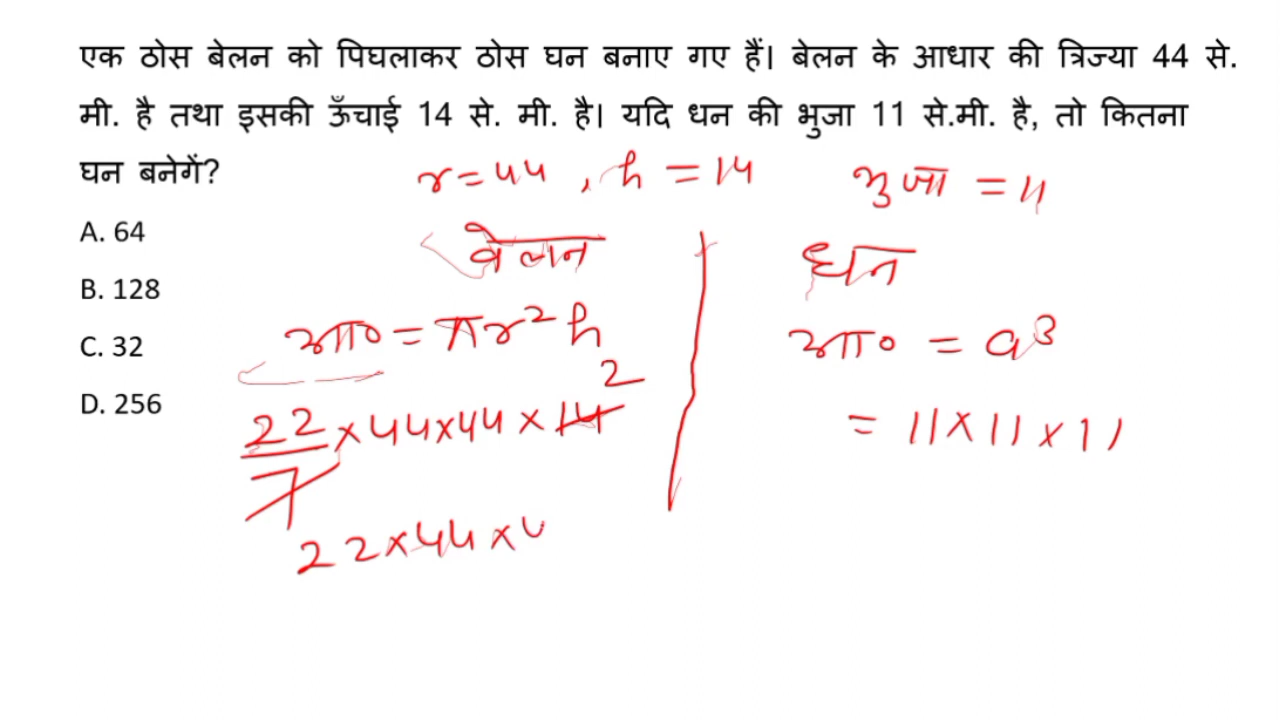 एक ठोस बेलन को पिघलाकर ठोस घन बनाए गए हैं। बेलन के आधार की त्रिज्या 44 से.
मी. है तथा इसकी ऊँचाई 14 से. मी. है। यदि धन की भुजा 11 से.मी. है, तो कितना
घन बनेगें?
r = 44 , h = 14 भुजा = 11
A. 64
बेलन घन
B. 128
आ० = πr²h आ० = a³
C. 32
D. 256
22/7 × 44 × 44 × 14 2 = 11 × 11 × 11
22 × 44 × 4